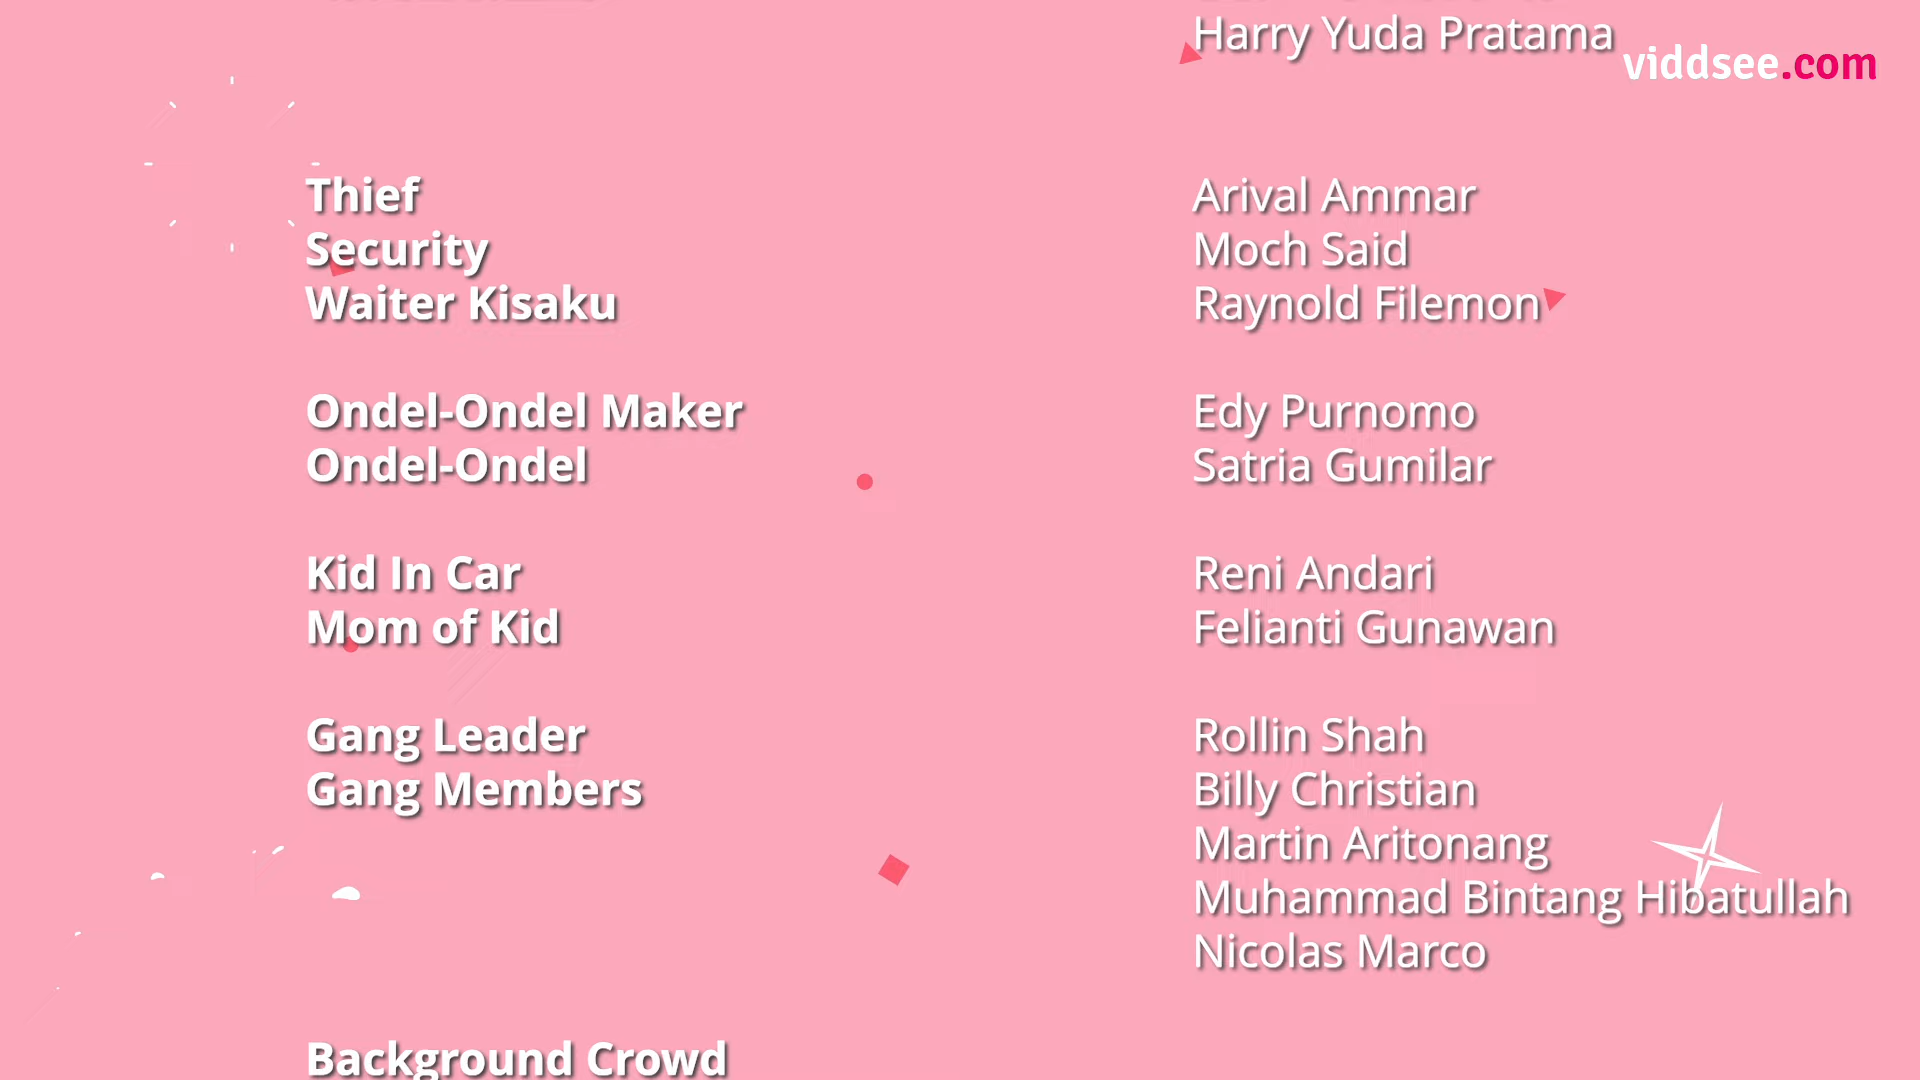 Harry Yuda Pratama
viddsee.com
Thief Arival Ammar
Security Moch Said
Waiter Kisaku Raynold Filemon
Ondel-Ondel Maker Edy Purnomo
Ondel-Ondel Satria Gumilar
Kid In Car Reni Andari
Mom of Kid Felianti Gunawan
Gang Leader Rollin Shah
Gang Members Billy Christian
Martin Aritonang
Muhammad Bintang Hibatullah
Nicolas Marco
Background Crowd